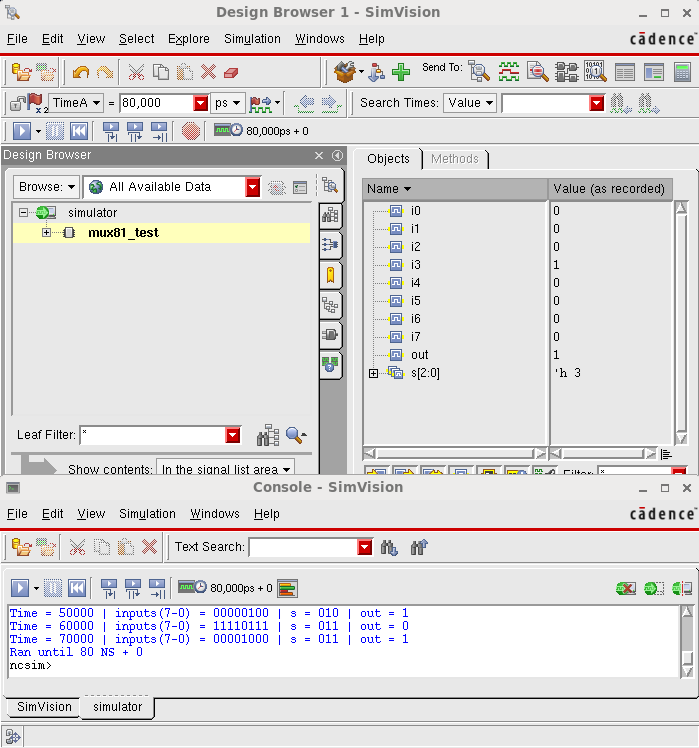 Design Browser 1 - SimVision
File Edit View Select Explore Simulation Windows Help cādence
Send To:
TimeA = 80,000 ps Search Times: Value
80,000ps + 0
Design Browser
Objects Methods
Browse: All Available Data
Name Value (as recorded)
simulator
mux81_test
i0 0
i1 0
i2 0
i3 1
i4 0
i5 0
i6 0
i7 0
out 1
s[2:0] 'h 3
Leaf Filter: *
Show contents: In the signal list area
Filter: *
Console - SimVision
File Edit View Simulation Windows Help cādence
Text Search:
80,000ps + 0
Time = 50000 | inputs(7-0) = 00000100 | s = 010 | out = 1
Time = 60000 | inputs(7-0) = 11110111 | s = 011 | out = 0
Time = 70000 | inputs(7-0) = 00001000 | s = 011 | out = 1
Ran until 80 NS + 0
ncsim>
SimVision simulator